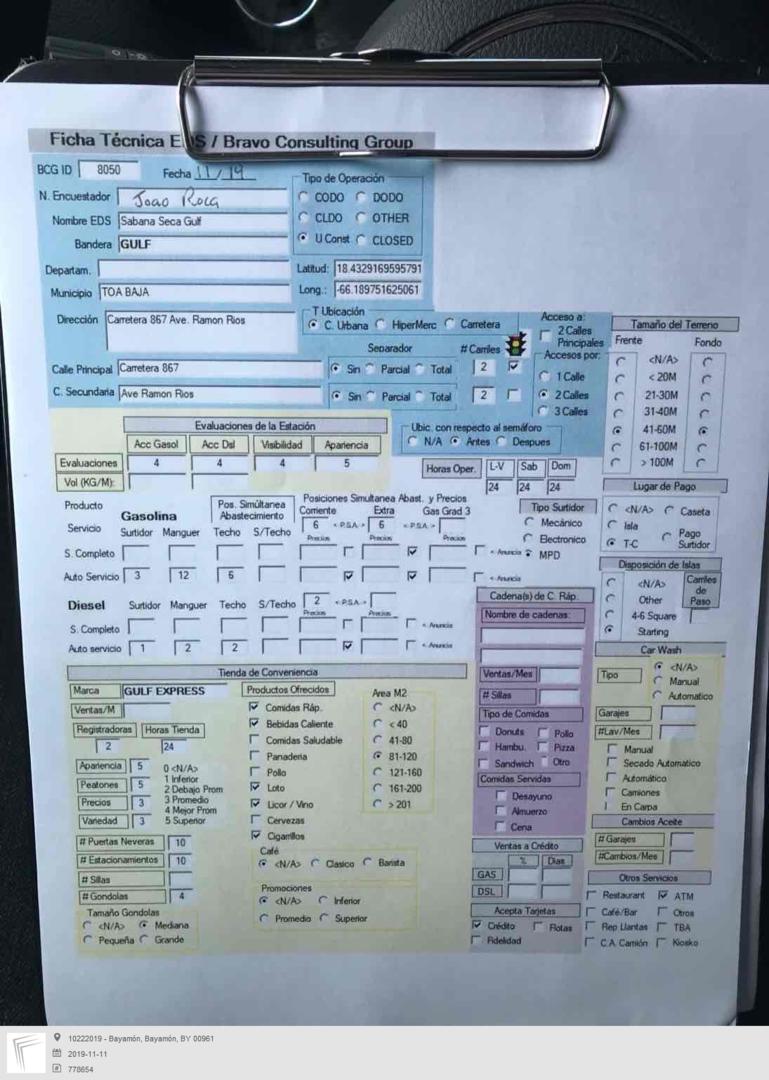 Ficha Técnica E S / Bravo Consulting Group
BCG ID 8050 Fecha 11/19
N. Encuestador Joao Roca
Nombre EDS Sabana Seca Gulf
Bandera GULF
Tipo de Operación
CODO DODO
CLDO OTHER
U Const CLOSED
Departam.
Municipio TOA BAJA
Latitud: 18.4329169595791
Long.: -66.189751625061
Dirección Carretera 867 Ave. Ramon Rios
T Ubicación
C. Urbana HiperMerc Carretera
Separador # Carriles
Calle Principal Carretera 867 Sin Parcial Total 2
C. Secundaria Ave Ramon Rios Sin Parcial Total 2
Acceso a:
2 Calles
Principales
Accesos por:
1 Calle
2 Calles
3 Calles
Tamaño del Terreno
Frente Fondo
<N/A>
< 20M
21-30M
31-40M
41-60M
61-100M
> 100M
Evaluaciones de la Estación
Acc Gasol Acc Dsl Visibilidad Apariencia
Evaluaciones 4 4 4 5
Vol (KG/M):
Ubic. con respecto al semáforo
N/A Antes Despues
Horas Oper. L-V Sab Dom
24 24 24
Lugar de Pago
<N/A> Caseta
Isla
T-C Pago
Surtidor
Producto
Servicio
Gasolina
Surtidor Manguer
Pos. Simúltanea
Abastecimiento
Techo S/Techo
Posiciones Simultanea Abast. y Precios
Corriente Extra Gas Grad 3
6 < P.S.A. > 6 < P.S.A. >
Precios Precios Precios
S. Completo < Anuncia
Auto Servicio 3 12 6 < Anuncia
Tipo Surtidor
Mecánico
Electronico
MPD
Disposición de Islas
<N/A>
Other
4-6 Square
Starting
Carriles
de
Paso
Diesel Surtidor Manguer Techo S/Techo 2 < P.S.A. >
Precios Precios
S. Completo < Anuncia
Auto servicio 1 2 2 < Anuncia
Cadena(s) de C. Ráp.
Nombre de cadenas:
Ventas/Mes
# Sillas
Tipo de Comidas
Donuts Pollo
Hambu. Pizza
Sandwich Otro
Comidas Servidas
Desayuno
Almuerzo
Cena
Car Wash
Tipo <N/A>
Manual
Automatico
Garajes
#Lav/Mes
Manual
Secado Automatico
Automático
Camiones
En Carpa
Tienda de Conveniencia
Marca GULF EXPRESS
Ventas/M
Registradoras Horas Tienda
2 24
Apariencia 5
Peatones 5
Precios 3
Variedad 3
0 <N/A>
1 Inferior
2 Debajo Prom
3 Promedio
4 Mejor Prom
5 Superior
# Puertas Neveras 10
# Estacionamientos 10
# Sillas
# Gondolas 4
Tamaño Gondolas
<N/A> Mediana
Pequeña Grande
Productos Ofrecidos
Comidas Ráp.
Bebidas Caliente
Comidas Saludable
Panaderia
Pollo
Loto
Licor / Vino
Cervezas
Cigarrillos
Area M2
<N/A>
< 40
41-80
81-120
121-160
161-200
> 201
Café
<N/A> Clasico Barista
Promociones
<N/A> Inferior
Promedio Superior
Ventas a Crédito
% Dias
GAS
DSL
Acepta Tarjetas
Crédito Flotas
Fidelidad
Cambios Aceite
# Garajes
#Cambios/Mes
Otros Servicios
Restaurant ATM
Café/Bar Otros
Rep Llantas TBA
C.A. Camión Kiosko
10222019 - Bayamón, Bayamón, BY 00961
2019-11-11
778654